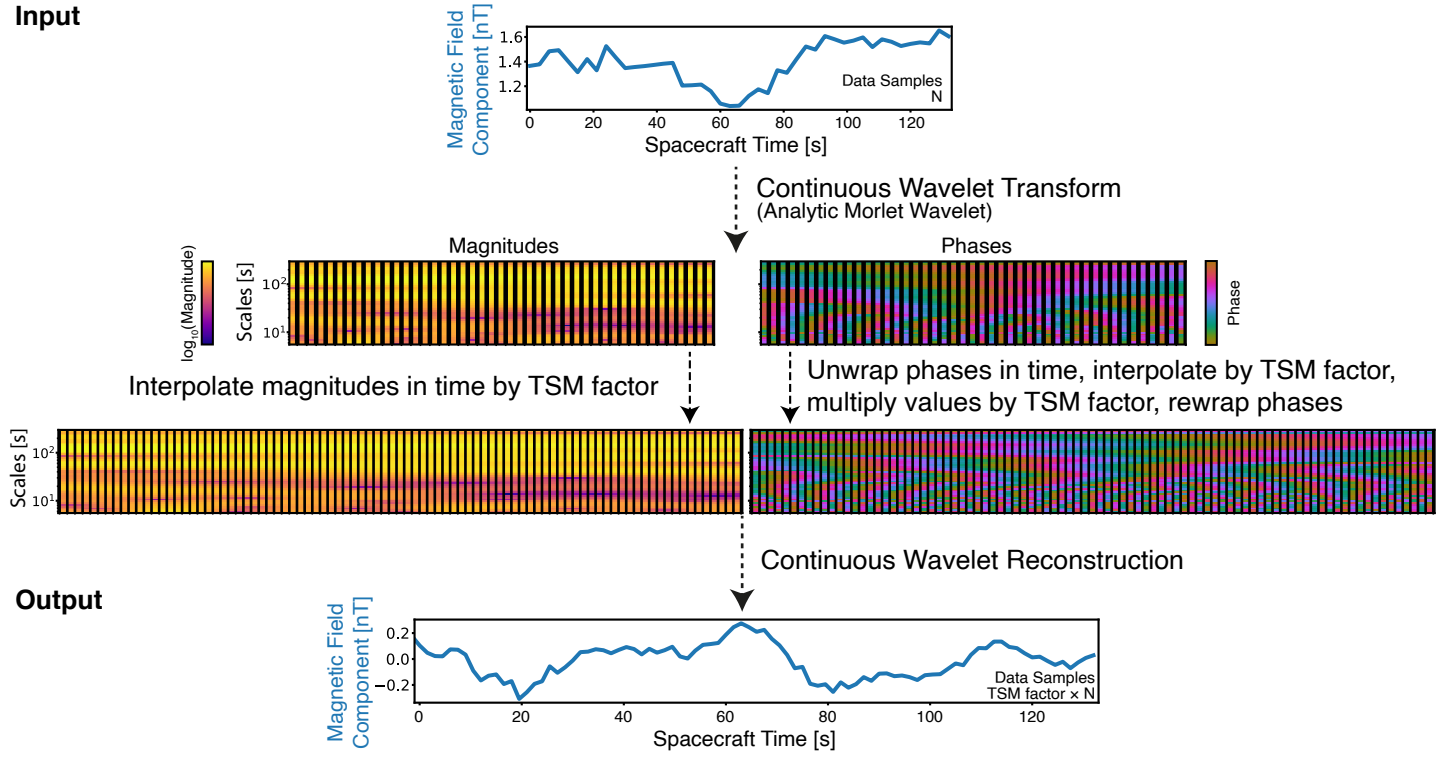 Input
Magnetic Field
Component [nT]
1.6
1.4
1.2
Data Samples
N
0 20 40 60 80 100 120
Spacecraft Time [s]
Continuous Wavelet Transform
(Analytic Morlet Wavelet)
Magnitudes
Phases
log₁₀(Magnitude)
Scales [s]
10²
10¹
Phase
Interpolate magnitudes in time by TSM factor
Unwrap phases in time, interpolate by TSM factor,
multiply values by TSM factor, rewrap phases
Scales [s]
10²
10¹
Continuous Wavelet Reconstruction
Output
Magnetic Field
Component [nT]
0.2
0.0
−0.2
Data Samples
TSM factor × N
0 20 40 60 80 100 120
Spacecraft Time [s]